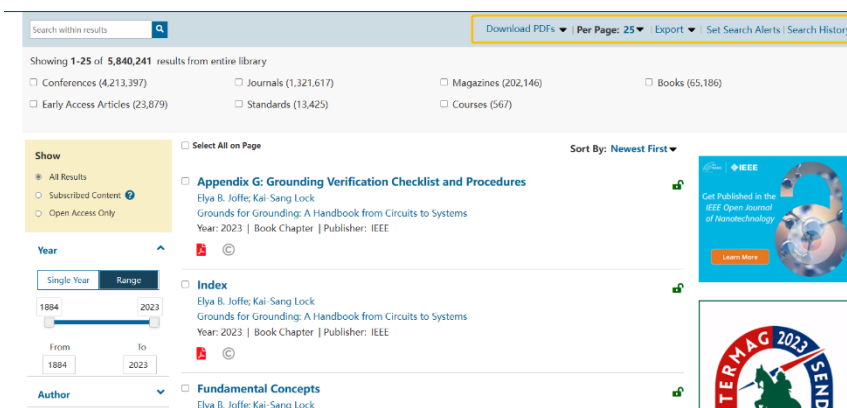 Search within results
Download PDFs | Per Page: 25 | Export | Set Search Alerts | Search History
Showing 1-25 of 5,840,241 results from entire library
Conferences (4,213,397)
Journals (1,321,617)
Magazines (202,146)
Books (65,186)
Early Access Articles (23,879)
Standards (13,425)
Courses (567)
Show
All Results
Subscribed Content ?
Open Access Only
Year
Single Year
Range
1884
2023
From
To
1884
2023
Author
Select All on Page
Sort By: Newest First
Appendix G: Grounding Verification Checklist and Procedures
Elya B. Joffe; Kai-Sang Lock
Grounds for Grounding: A Handbook from Circuits to Systems
Year: 2023 | Book Chapter | Publisher: IEEE
©
Index
Elya B. Joffe; Kai-Sang Lock
Grounds for Grounding: A Handbook from Circuits to Systems
Year: 2023 | Book Chapter | Publisher: IEEE
©
Fundamental Concepts
Elya B. Joffe; Kai-Sang Lock
IEEE
Get Published in the
IEEE Open Journal
of Nanotechnology
Learn More
TERMAG 2023
SEND